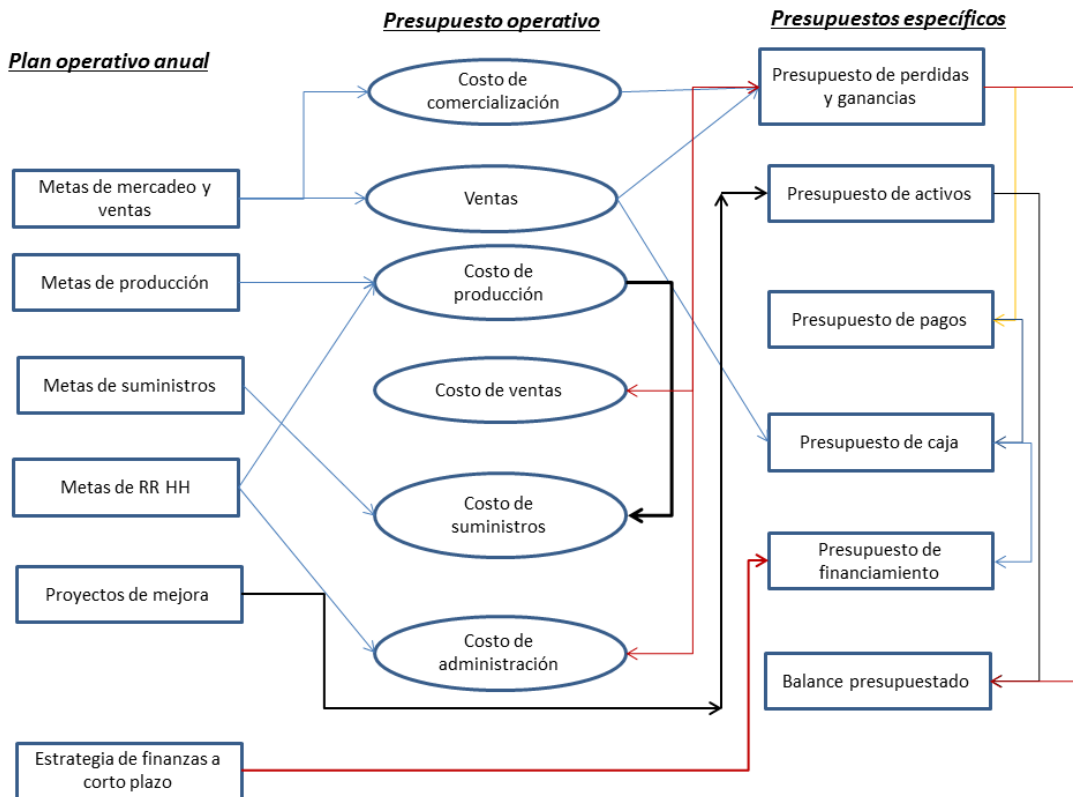 Plan operativo anual
Metas de mercadeo y
ventas
Metas de producción
Metas de suministros
Metas de RR HH
Proyectos de mejora
Estrategia de finanzas a
corto plazo
Presupuesto operativo
Costo de
comercialización
Ventas
Costo de
producción
Costo de ventas
Costo de
suministros
Costo de
administración
Presupuestos específicos
Presupuesto de perdidas
y ganancias
Presupuesto de activos
Presupuesto de pagos
Presupuesto de caja
Presupuesto de
financiamiento
Balance presupuestado